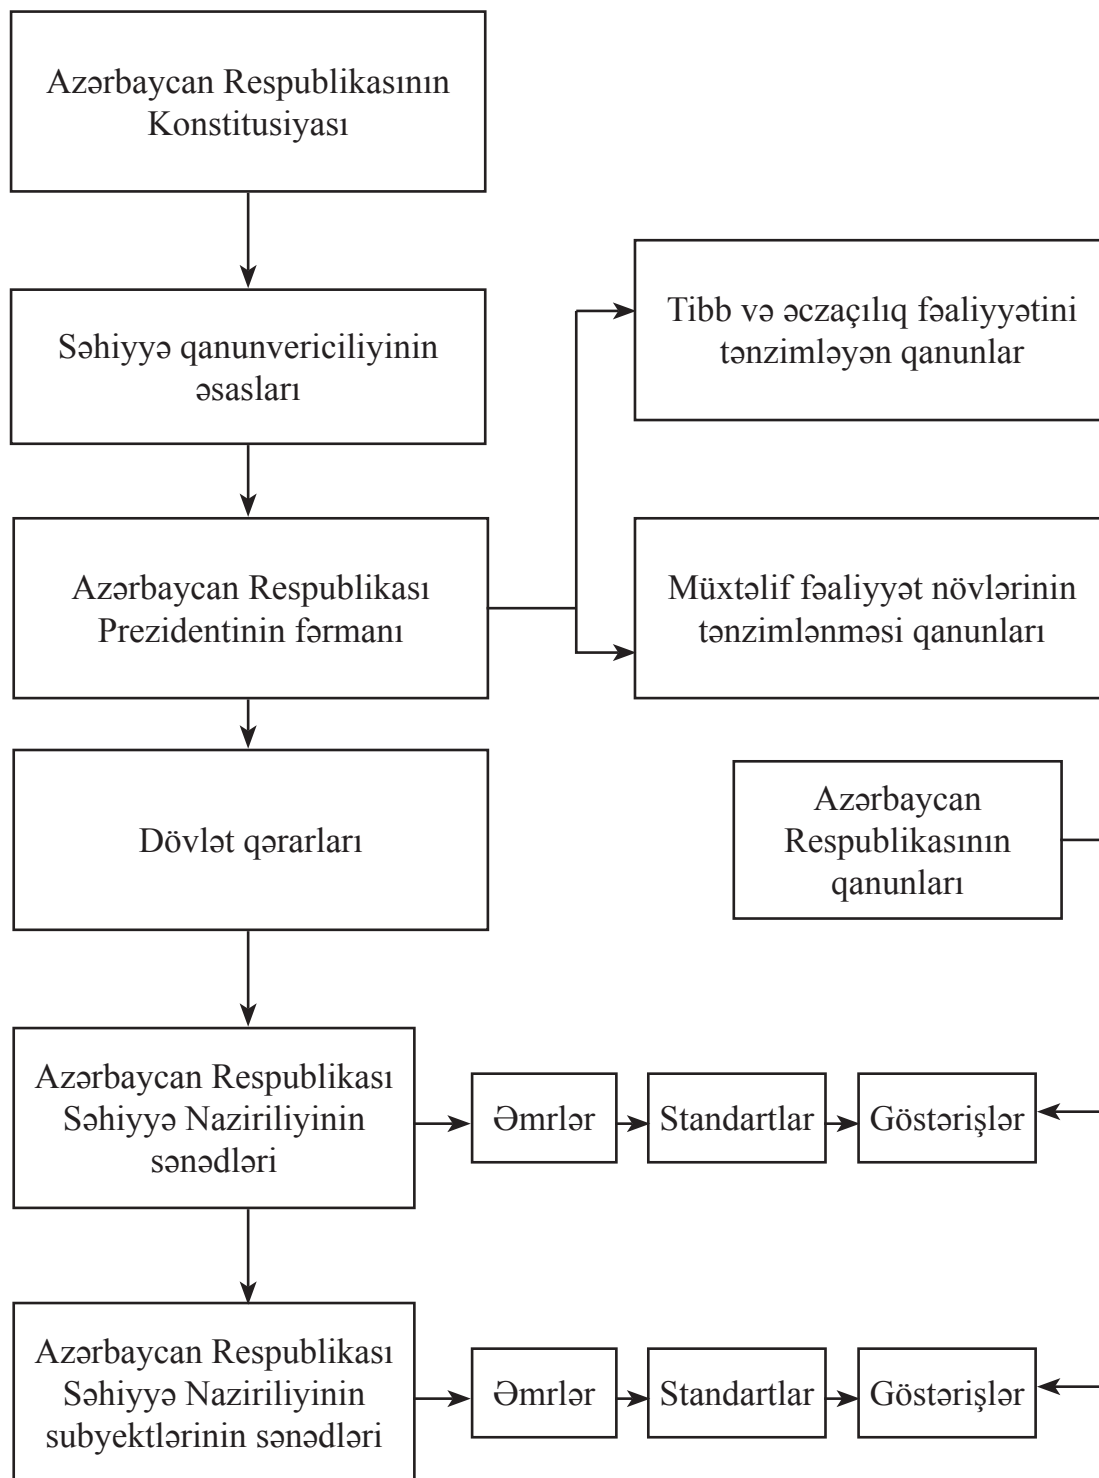 Azərbaycan Respublikasının
Konstitusiyası
Səhiyyə qanunvericiliyinin
əsasları
Tibb və əczaçılıq fəaliyyətini
tənzimləyən qanunlar
Azərbaycan Respublikası
Prezidentinin fərmanı
Müxtəlif fəaliyyət növlərinin
tənzimlənməsi qanunları
Dövlət qərarları
Azərbaycan
Respublikasının
qanunları
Azərbaycan Respublikası
Səhiyyə Naziriliyinin
sənədləri
Əmrlər
Standartlar
Göstərişlər
Azərbaycan Respublikası
Səhiyyə Naziriliyinin
subyektlərinin sənədləri
Əmrlər
Standartlar
Göstərişlər